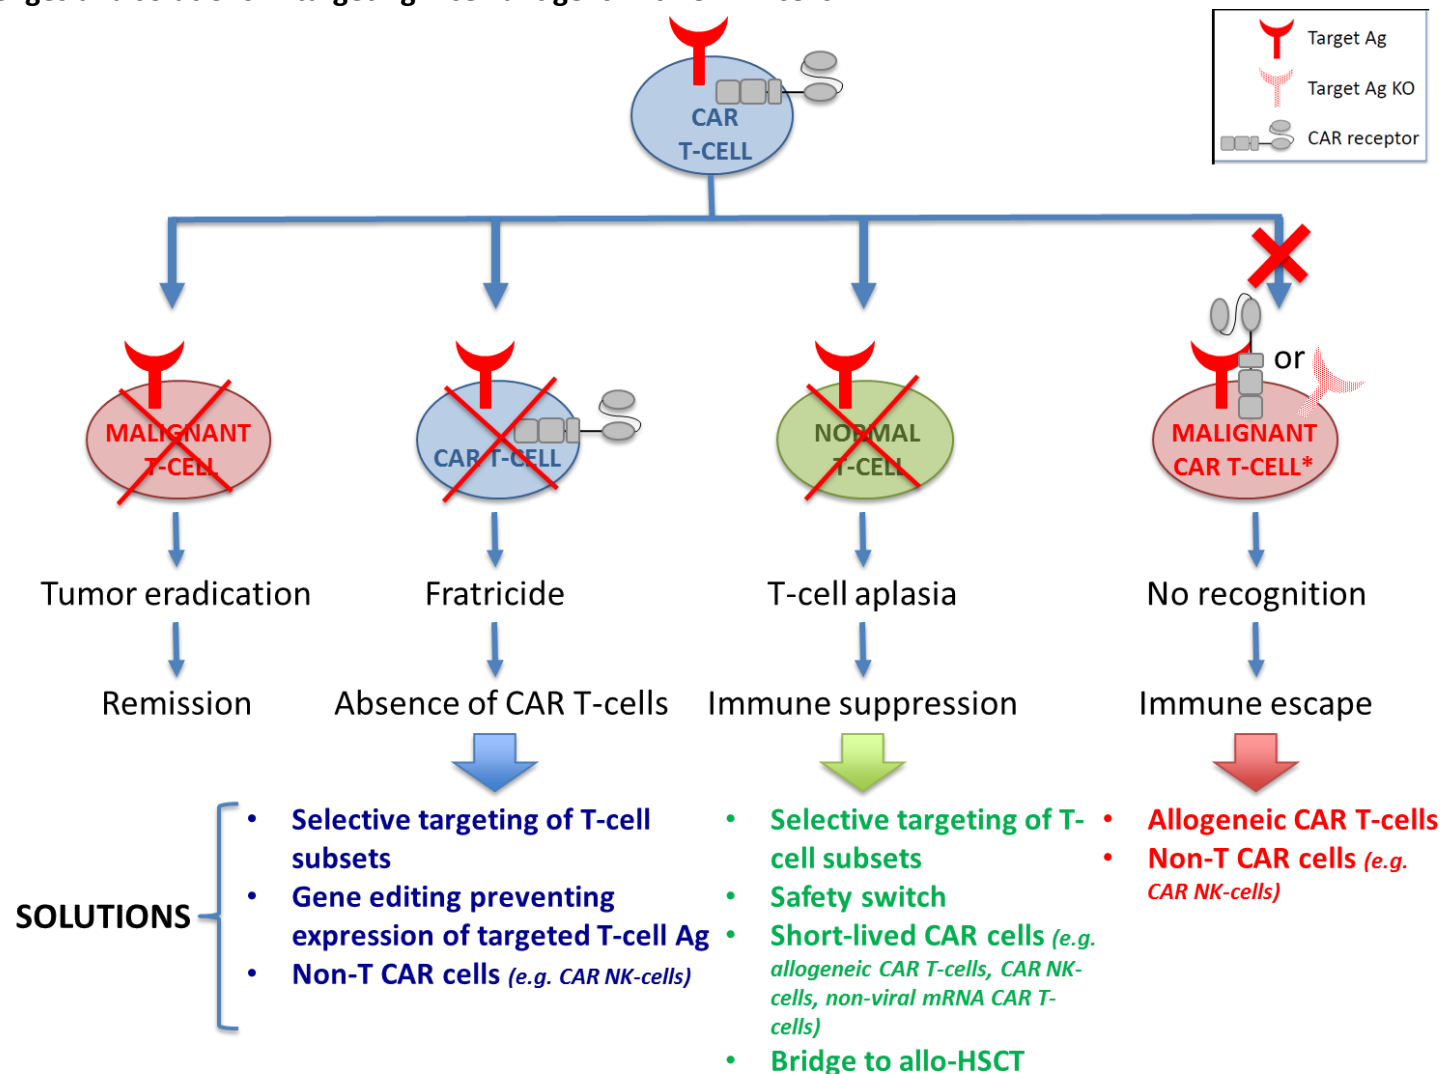 Target Ag
Target Ag KO
CAR receptor
CAR
T-CELL
or
MALIGNANT
T-CELL
CAR T-CELL
NORMAL
T-CELL
MALIGNANT
CAR T-CELL*
Tumor eradication
Fratricide
T-cell aplasia
No recognition
Remission
Absence of CAR T-cells
Immune suppression
Immune escape
SOLUTIONS
• Selective targeting of T-cell
subsets
• Gene editing preventing
expression of targeted T-cell Ag
• Non-T CAR cells (e.g. CAR NK-cells)
• Selective targeting of T-
cell subsets
• Safety switch
• Short-lived CAR cells (e.g.
allogeneic CAR T-cells, CAR NK-
cells, non-viral mRNA CAR T-
cells)
• Bridge to allo-HSCT
• Allogeneic CAR T-cells
• Non-T CAR cells (e.g.
CAR NK-cells)